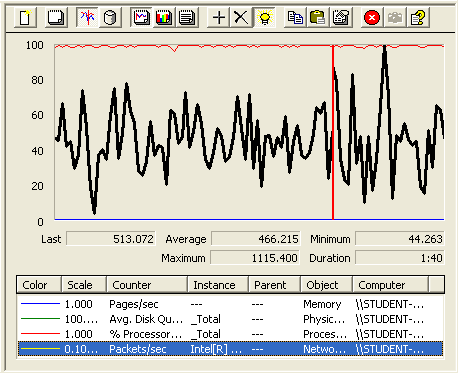 100
80
60
40
20
0
Last 513.072 Average 466.215 Minimum 44.263
Maximum 1115.400 Duration 1:40
Color Scale Counter Instance Parent Object Computer
1.000 Pages/sec --- --- Memory \\STUDENT-...
100.... Avg. Disk Qu... _Total --- Physic... \\STUDENT-...
1.000 % Processor... _Total --- Proces... \\STUDENT-...
0.10... Packets/sec Intel[R] ... --- Netwo... \\STUDENT-...